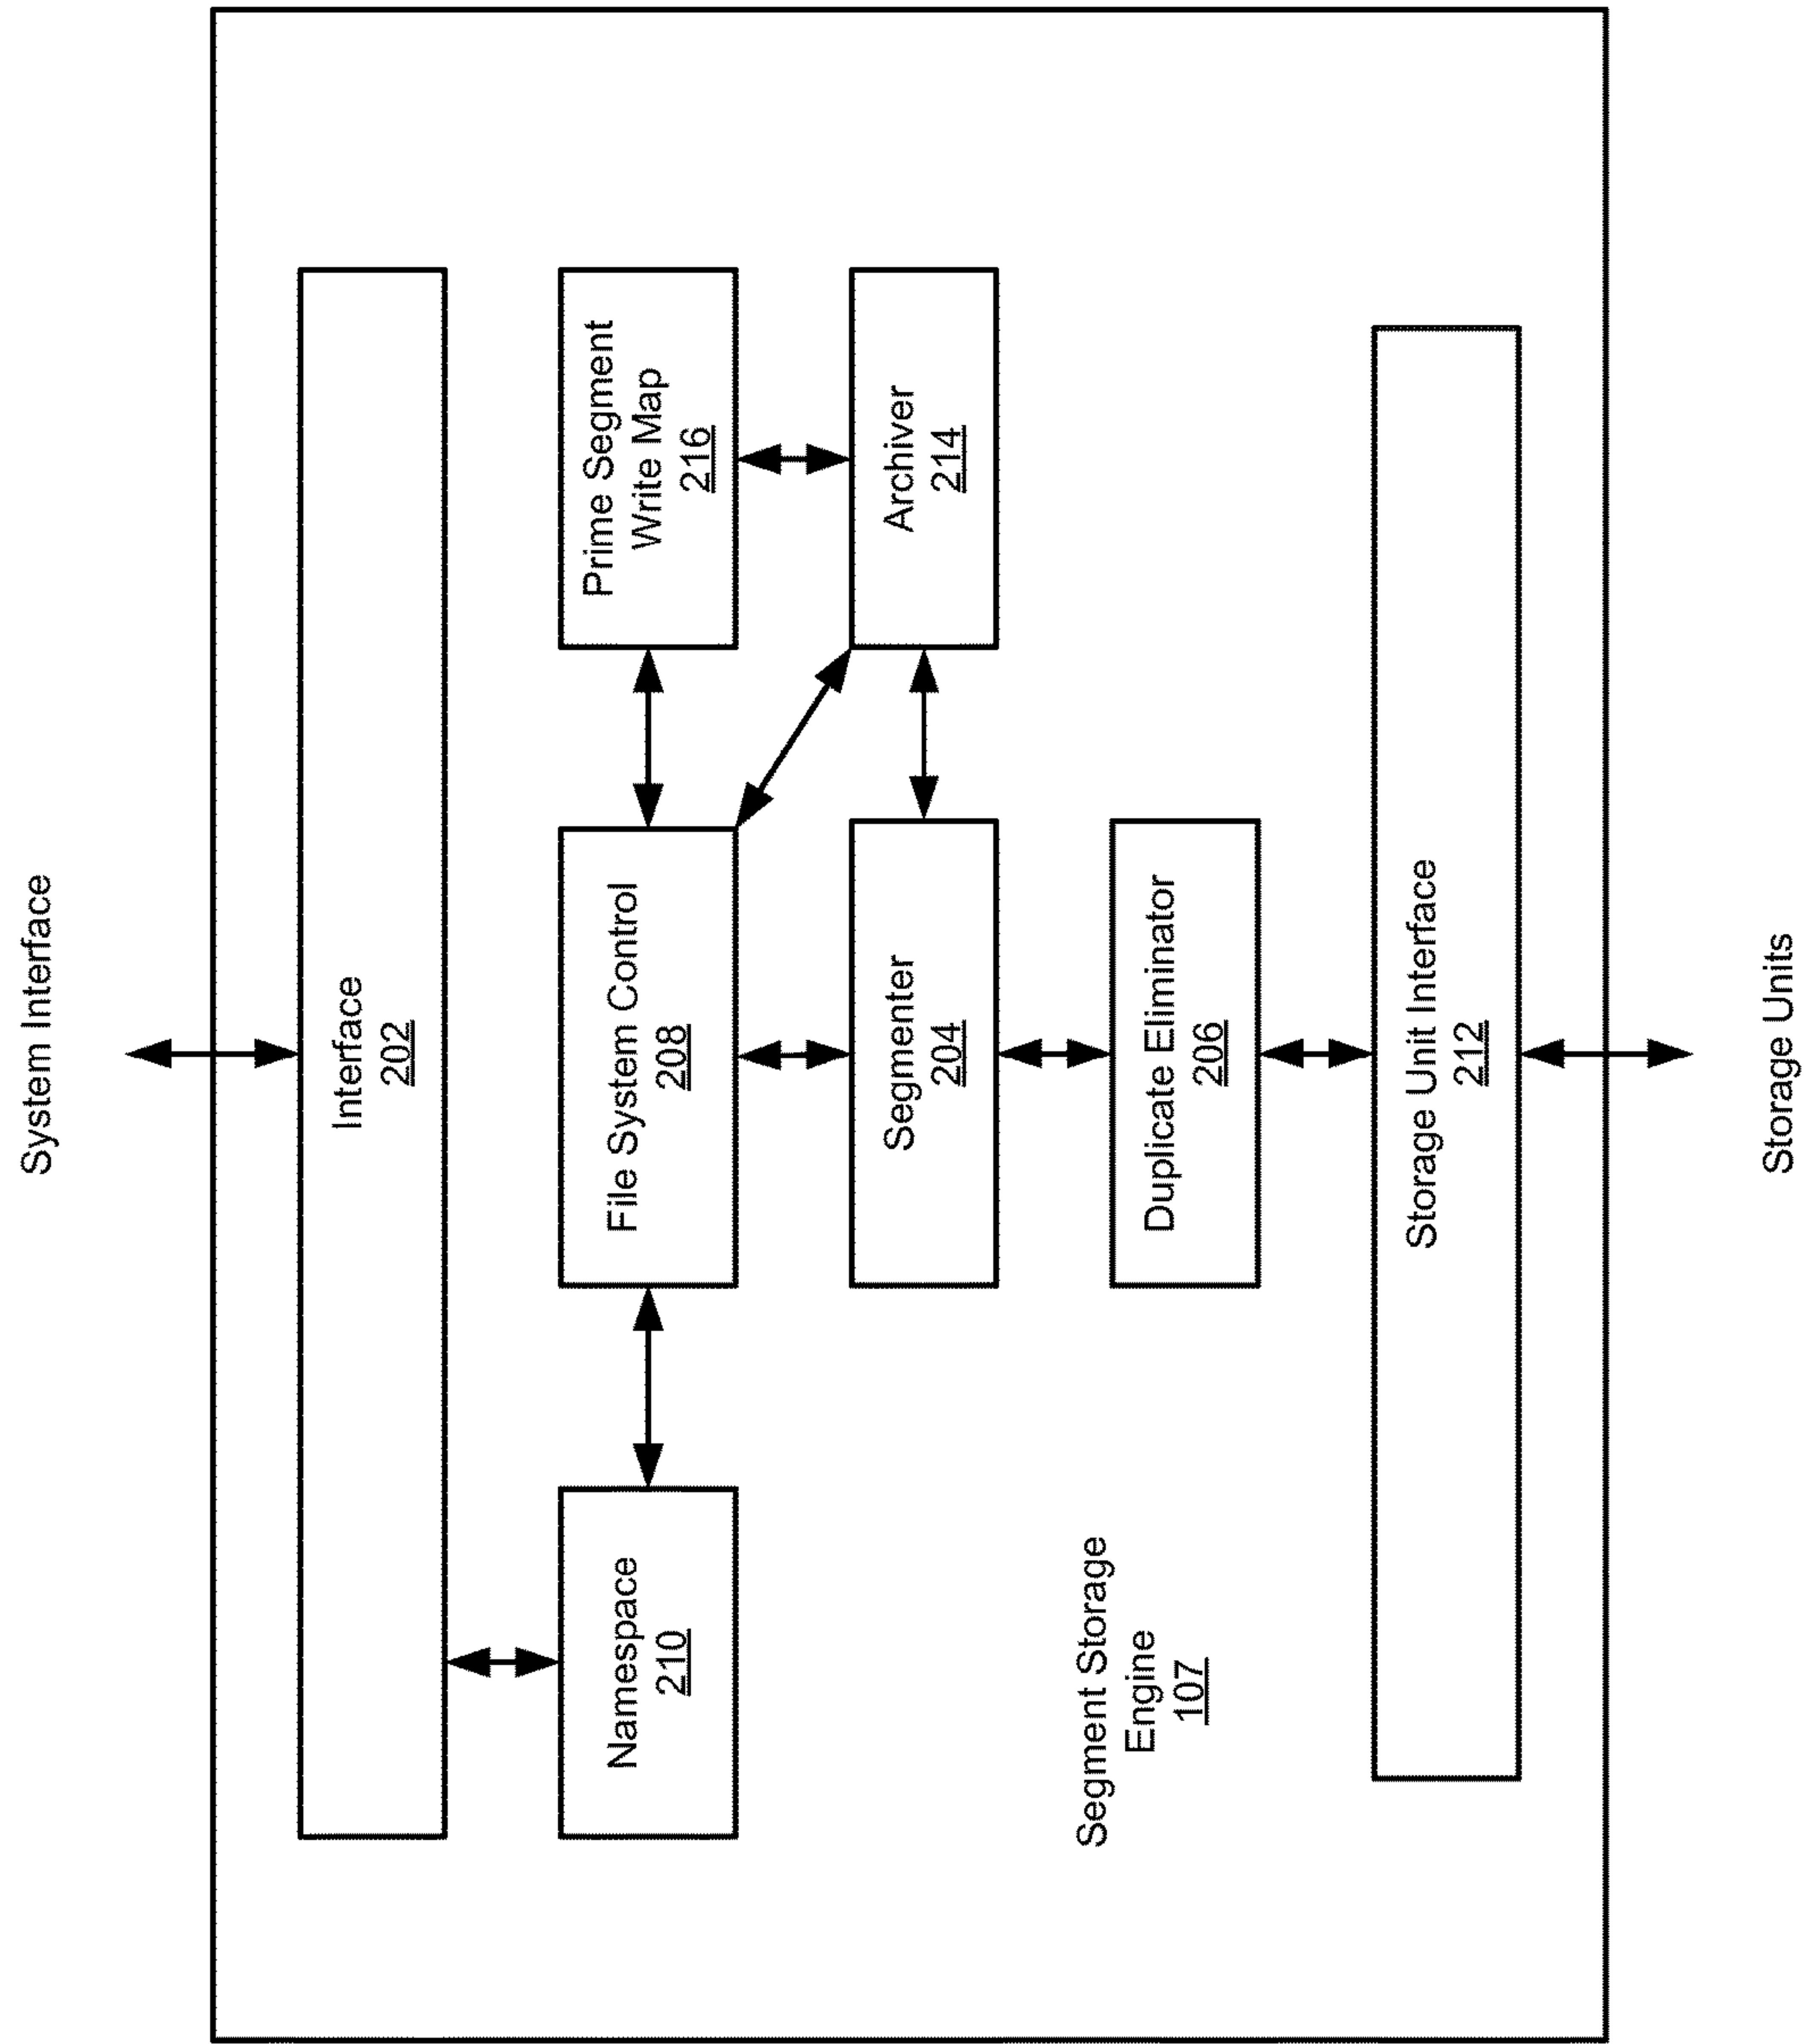 System Interface
Interface
202
Namespace
210
File System Control
208
Prime Segment
Write Map
216
Segmenter
204
Archiver
214
Segment Storage
Engine
107
Duplicate Eliminator
206
Storage Unit Interface
212
Storage Units